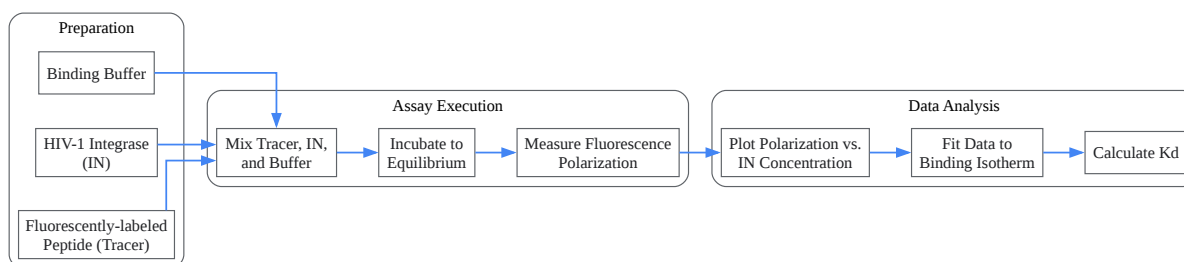 Preparation
Binding Buffer
HIV-1 Integrase
(IN)
Fluorescently-labeled
Peptide (Tracer)
Assay Execution
Mix Tracer, IN,
and Buffer
Incubate to
Equilibrium
Measure Fluorescence
Polarization
Data Analysis
Plot Polarization vs.
IN Concentration
Fit Data to
Binding Isotherm
Calculate Kd